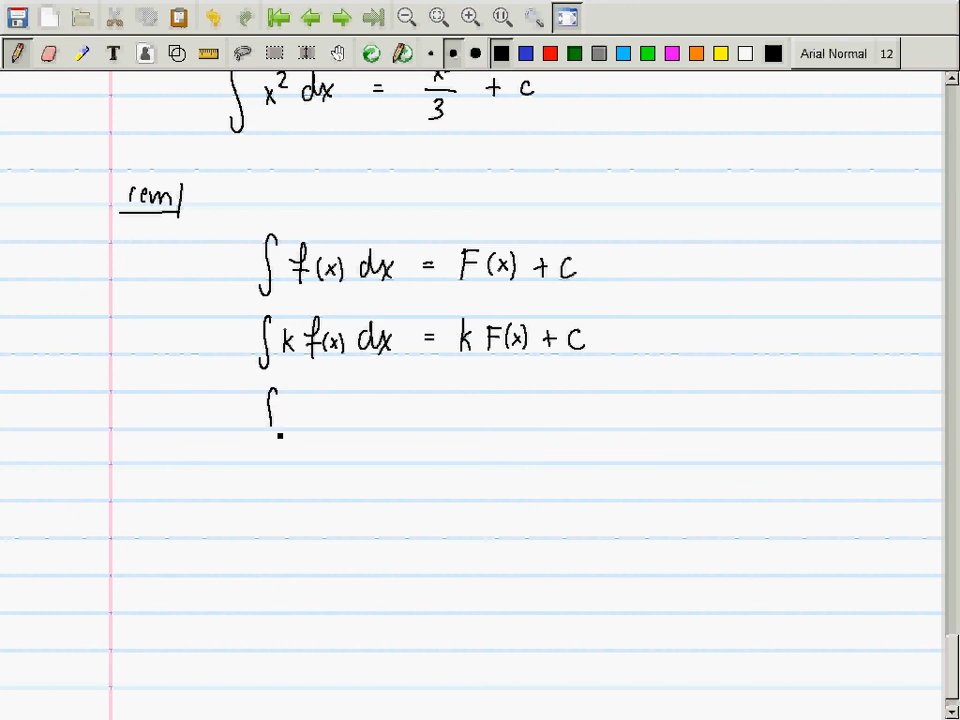 Arial Normal 12
∫ x² dx = x³/3 + c
rem/
∫ f(x) dx = F(x) + c
∫ k f(x) dx = k F(x) + c
∫